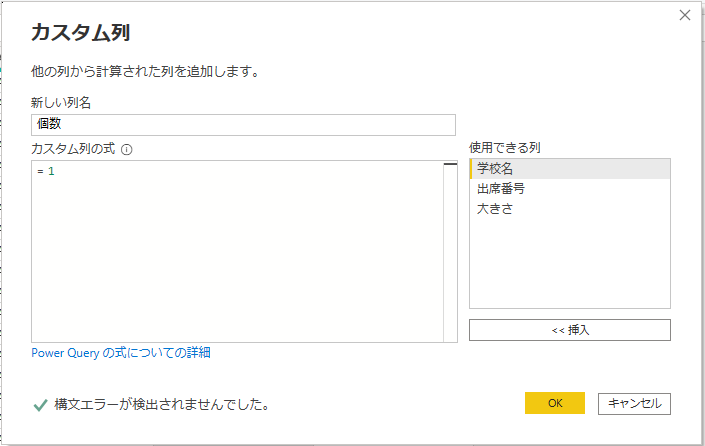 カスタム列
他の列から計算された列を追加します。
新しい列名
個数
カスタム列の式
= 1
使用できる列
学校名
出席番号
大きさ
<< 挿入
Power Query の式についての詳細
構文エラーが検出されませんでした。
OK
キャンセル